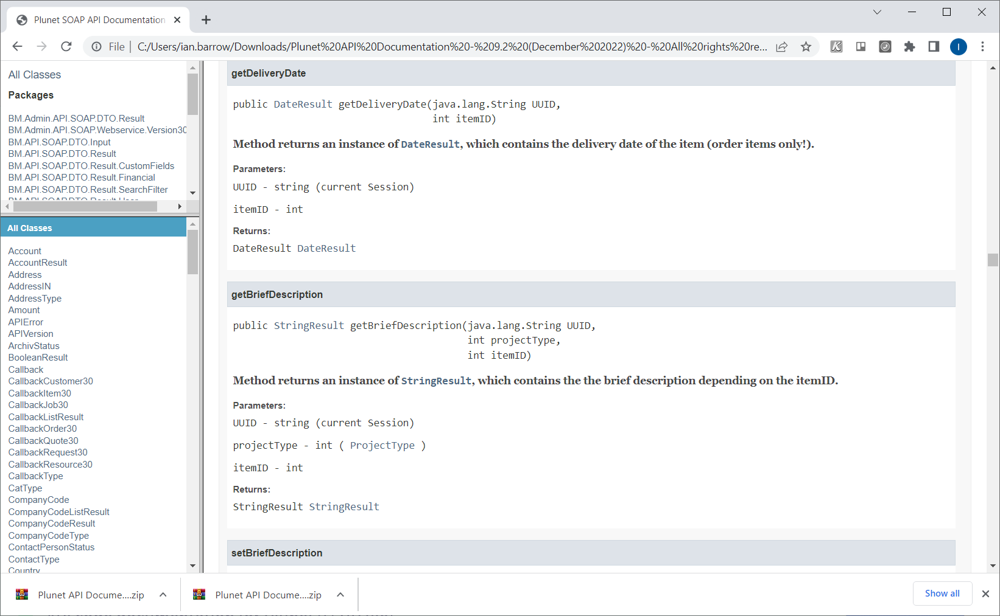 Plunet SOAP API Documentation
File
C:/Users/ian.barrow/Downloads/Plunet%20API%20Documentation%20-%209.2%20(December%202022)%20-%20All%20rights%20re...
I
All Classes
Packages
BM.Admin.API.SOAP.DTO.Result
BM.Admin.API.SOAP.Webservice.Version30
BM.API.SOAP.DTO.Input
BM.API.SOAP.DTO.Result
BM.API.SOAP.DTO.Result.CustomFields
BM.API.SOAP.DTO.Result.Financial
BM.API.SOAP.DTO.Result.SearchFilter
BM.API.SOAP.DTO.Result.User
All Classes
Account
AccountResult
Address
AddressIN
AddressType
Amount
APIError
APIVersion
ArchivStatus
BooleanResult
Callback
CallbackCustomer30
CallbackItem30
CallbackJob30
CallbackListResult
CallbackOrder30
CallbackQuote30
CallbackRequest30
CallbackResource30
CallbackType
CatType
CompanyCode
CompanyCodeListResult
CompanyCodeResult
CompanyCodeType
ContactPersonStatus
ContactType
Country
getDeliveryDate
public DateResult getDeliveryDate(java.lang.String UUID,
int itemID)
Method returns an instance of DateResult, which contains the delivery date of the item (order items only!).
Parameters:
UUID - string (current Session)
itemID - int
Returns:
DateResult DateResult
getBriefDescription
public StringResult getBriefDescription(java.lang.String UUID,
int projectType,
int itemID)
Method returns an instance of StringResult, which contains the the brief description depending on the itemID.
Parameters:
UUID - string (current Session)
projectType - int ( ProjectType )
itemID - int
Returns:
StringResult StringResult
setBriefDescription
Plunet API Docume....zip
Plunet API Docume....zip
Show all